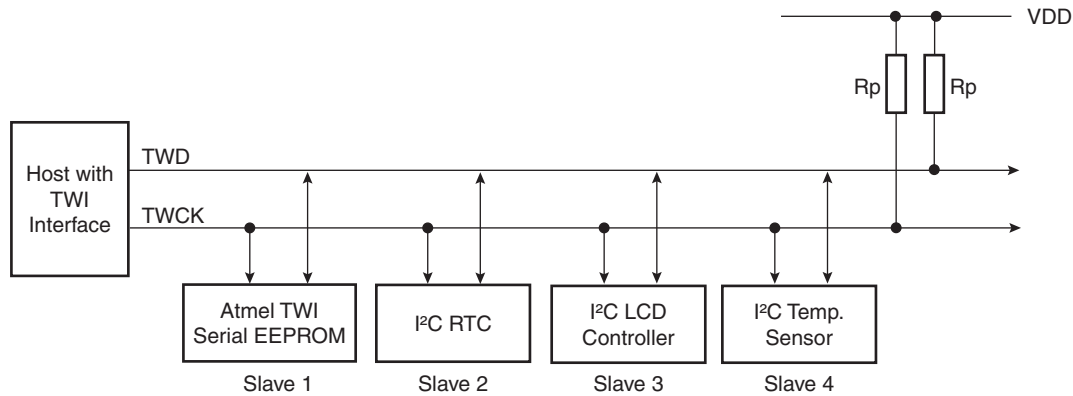 VDD
Rp
Rp
Host with
TWI
Interface
TWD
TWCK
Atmel TWI
Serial EEPROM
Slave 1
I²C RTC
Slave 2
I²C LCD
Controller
Slave 3
I²C Temp.
Sensor
Slave 4